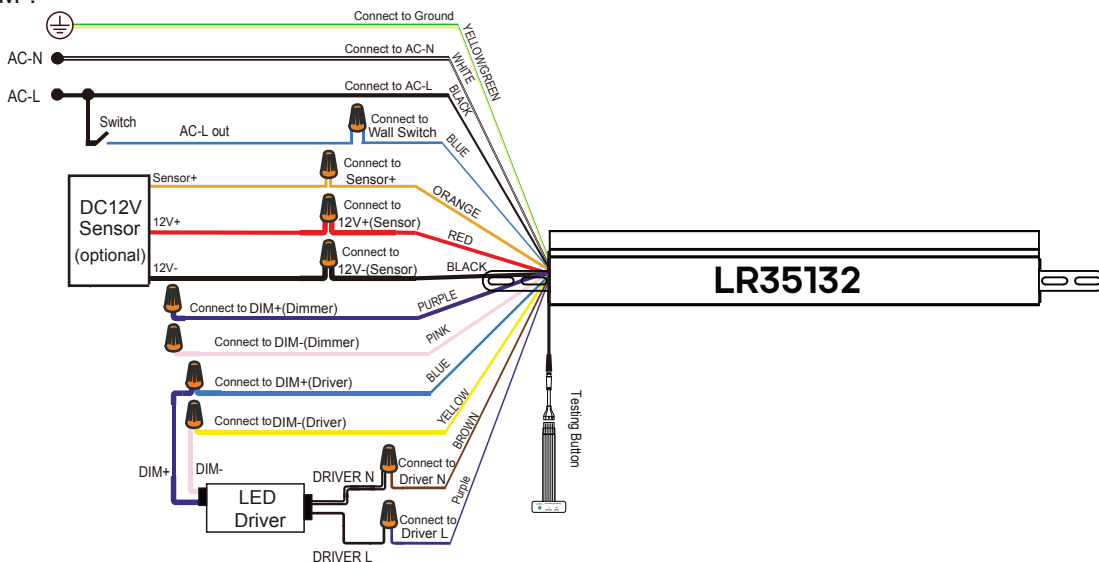 M .
Connect to Ground
YELLOW/GREEN
AC-N
Connect to AC-N
WHITE
AC-L
Connect to AC-L
BLACK
Switch
AC-L out
Connect to
Wall Switch
BLUE
Sensor+
Connect to
Sensor+
ORANGE
DC12V
Sensor
(optional)
12V+
Connect to
12V+(Sensor)
RED
12V-
Connect to
12V-(Sensor)
BLACK
LR35132
Connect to DIM+(Dimmer)
PURPLE
Connect to DIM-(Dimmer)
PINK
Connect to DIM+(Driver)
BLUE
Connect to DIM-(Driver)
YELLOW
BROWN
Testing Button
DIM+
DIM-
DRIVER N
Connect to
Driver N
Purple
LED
Driver
Connect to
Driver L
DRIVER L